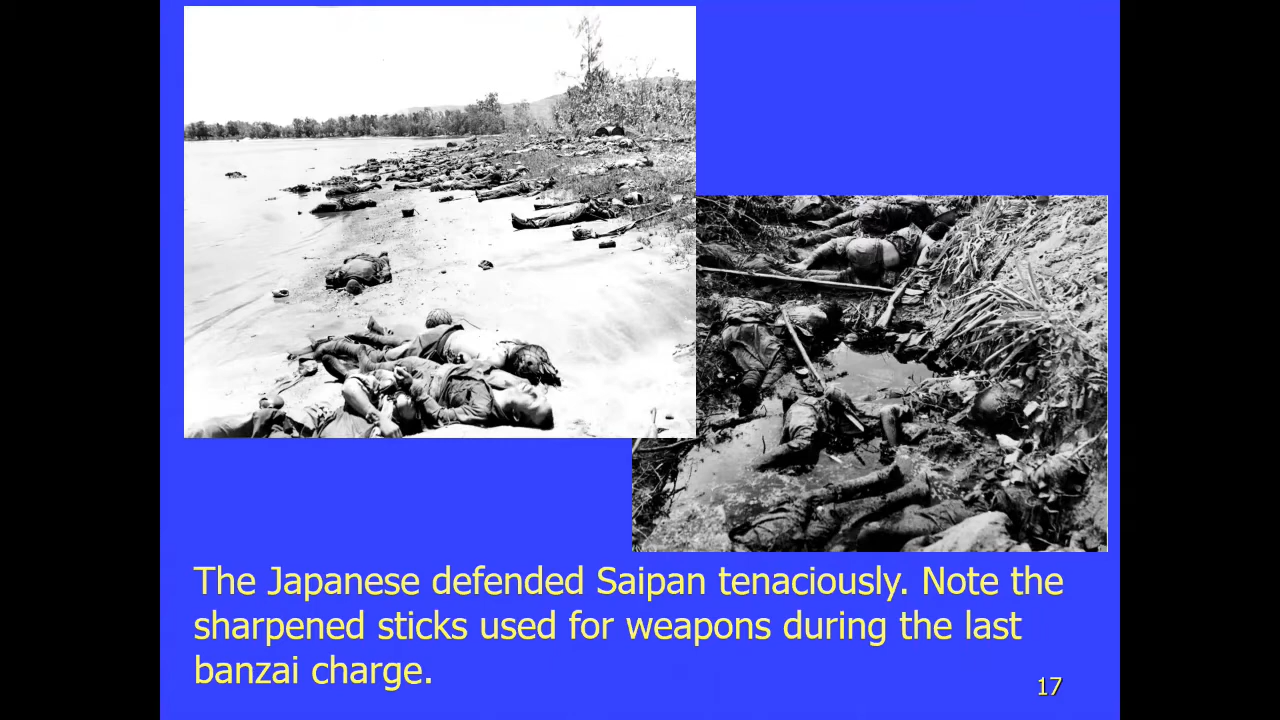 The Japanese defended Saipan tenaciously. Note the
sharpened sticks used for weapons during the last
banzai charge.
17